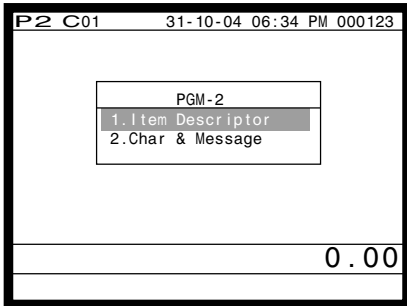 P2 C01 31-10-04 06:34 PM 000123
PGM-2
1.Item Descriptor
2.Char & Message
0.00